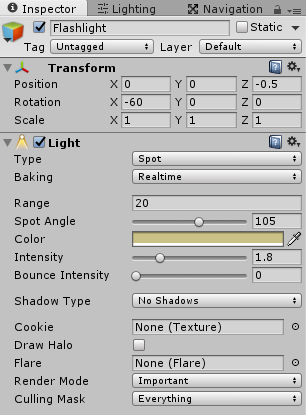 Inspector Lighting Navigation
Flashlight Static
Tag Untagged Layer Default
Transform
Position X 0 Y 0 Z -0.5
Rotation X -60 Y 0 Z 0
Scale X 1 Y 1 Z 1
Light
Type Spot
Baking Realtime
Range 20
Spot Angle 105
Color
Intensity 1.8
Bounce Intensity 0
Shadow Type No Shadows
Cookie None (Texture)
Draw Halo
Flare None (Flare)
Render Mode Important
Culling Mask Everything